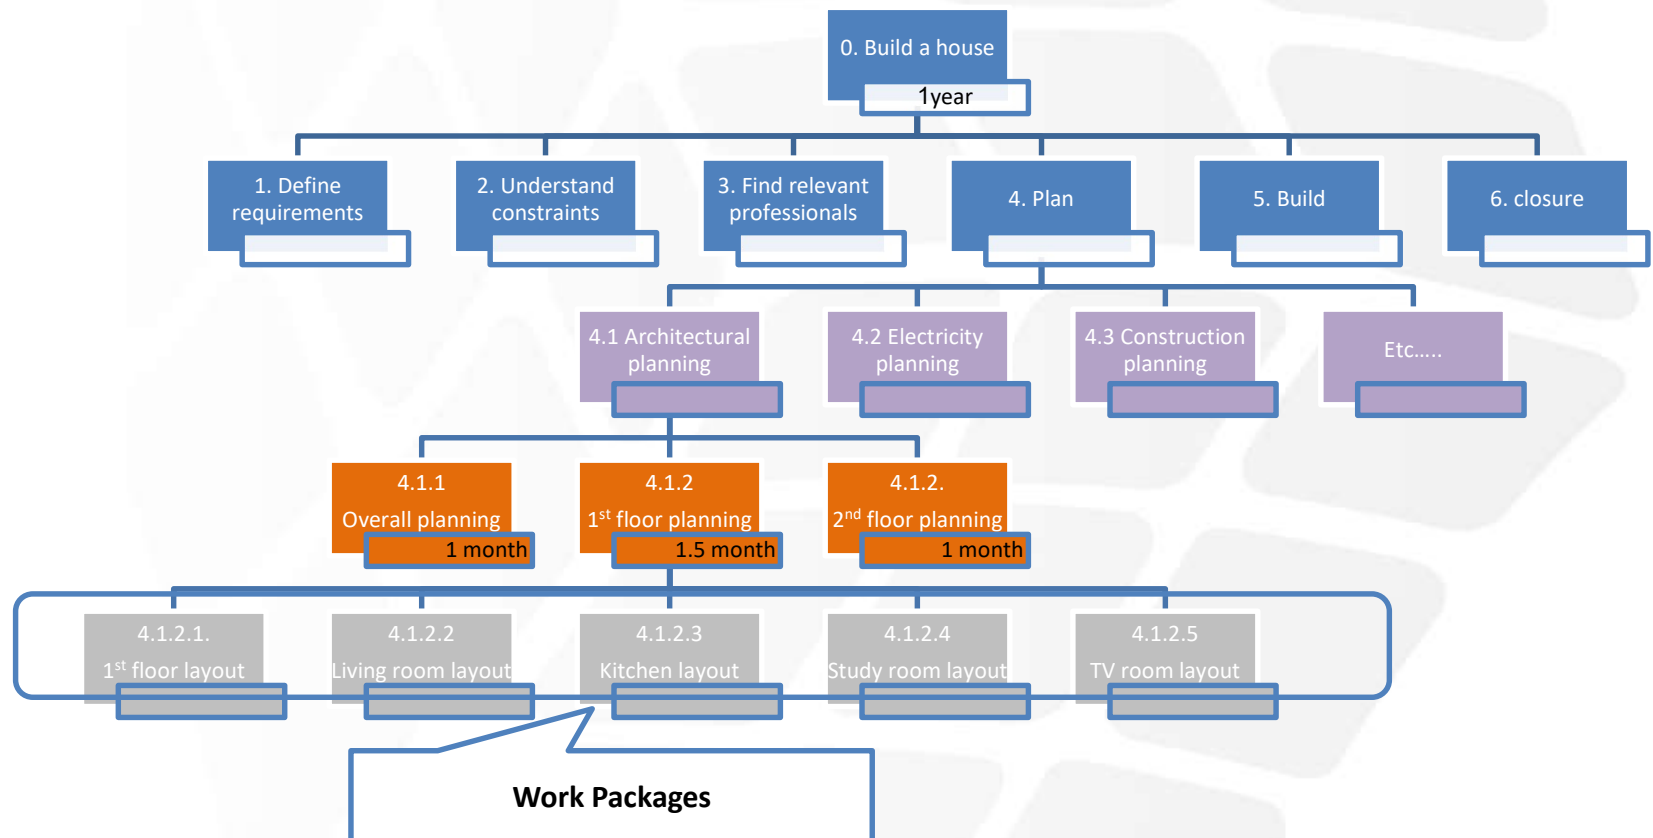 0. Build a house
1year
1. Define
requirements
2. Understand
constraints
3. Find relevant
professionals
4. Plan
5. Build
6. closure
4.1 Architectural
planning
4.2 Electricity
planning
4.3 Construction
planning
Etc…..
4.1.1
Overall planning
1 month
4.1.2
1st floor planning
1.5 month
4.1.2.
2nd floor planning
1 month
4.1.2.1.
1st floor layout
4.1.2.2
Living room layout
4.1.2.3
Kitchen layout
4.1.2.4
Study room layout
4.1.2.5
TV room layout
Work Packages